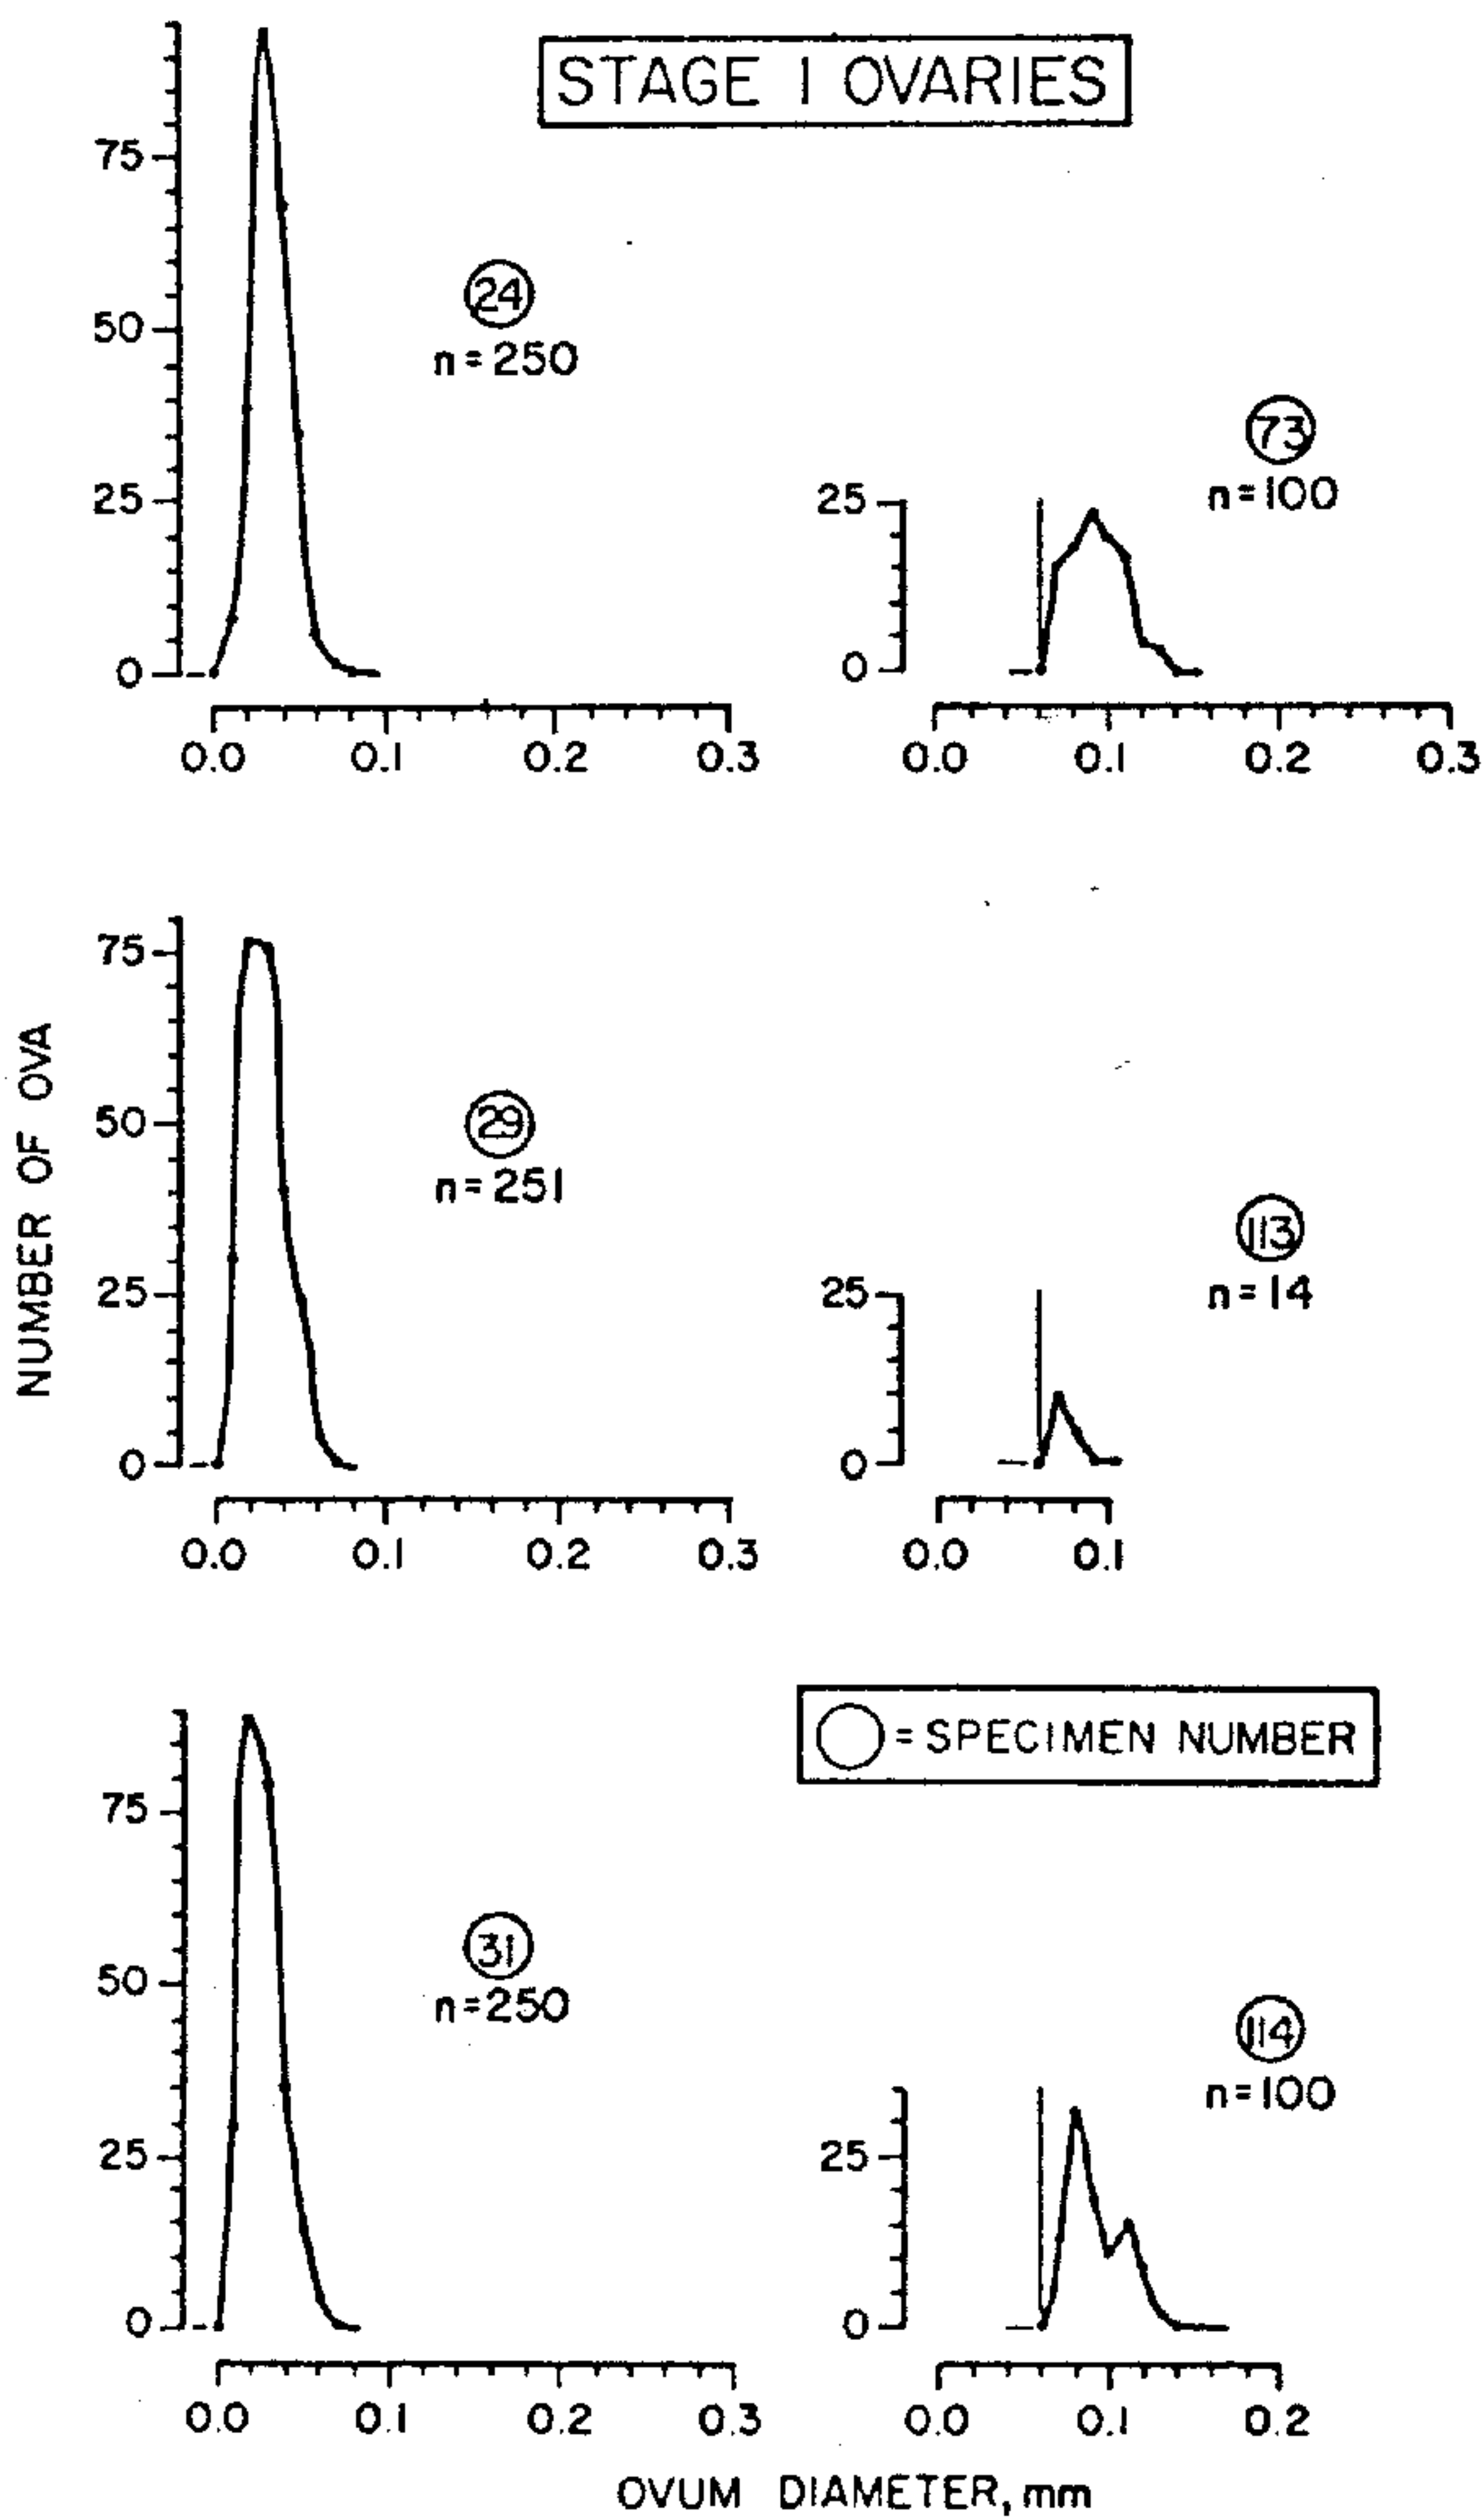 STAGE 1 OVARIES
75
50
25
0
24
n=250
0.0 0.1 0.2 0.3
25
0
73
n=100
0.0 0.1 0.2 0.3
NUMBER OF OVA
75
50
25
0
29
n=251
0.0 0.1 0.2 0.3
25
0
113
n=14
0.0 0.1
75
50
25
0
31
n=250
0.0 0.1 0.2 0.3
= SPECIMEN NUMBER
25
0
114
n=100
0.0 0.1 0.2
OVUM DIAMETER, mm